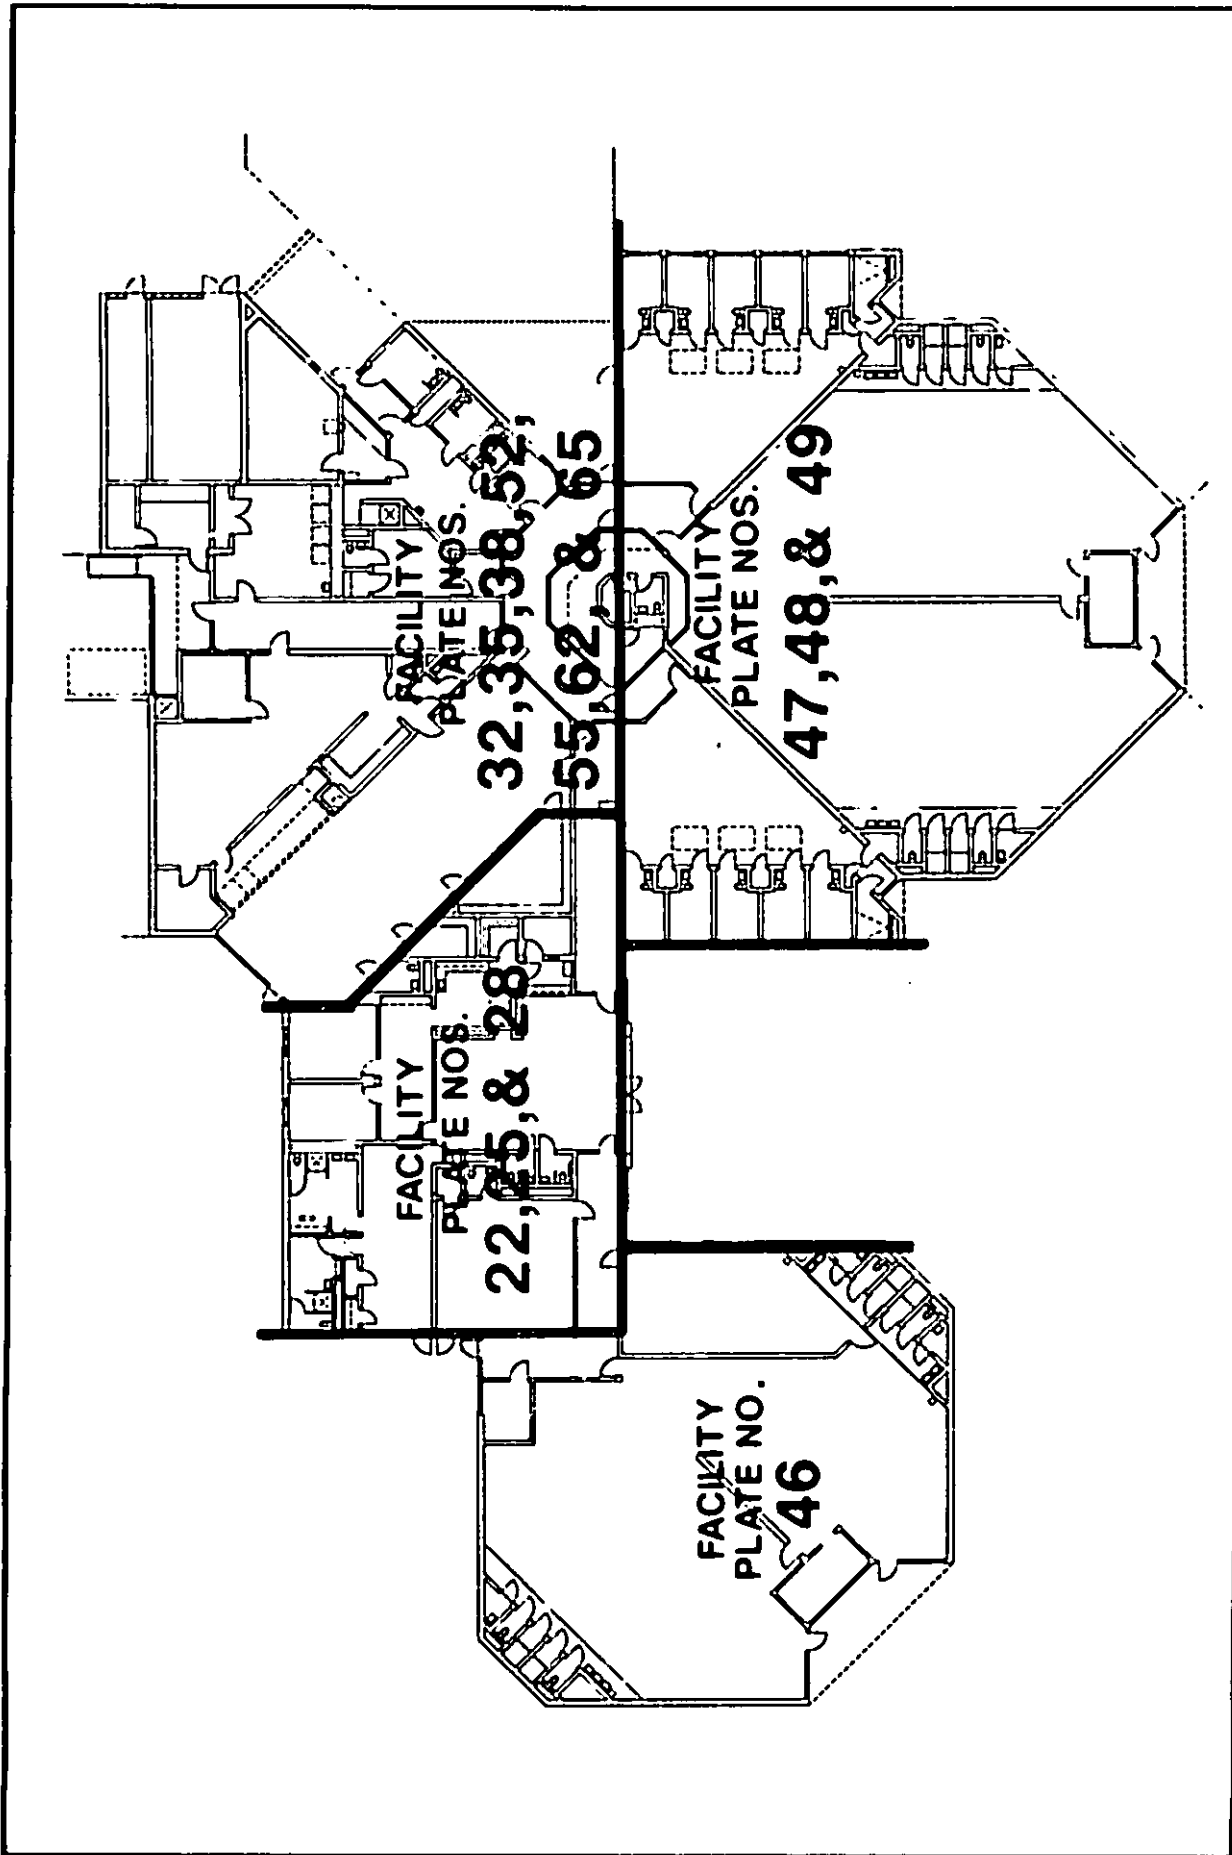 FACILITY
PLATE NOS.
32,35,38,52,
55,62,& 65
FACILITY
PLATE NOS.
47,48,& 49
FACILITY
PLATE NOS.
22,25,& 28
FACILITY
PLATE NO.
46